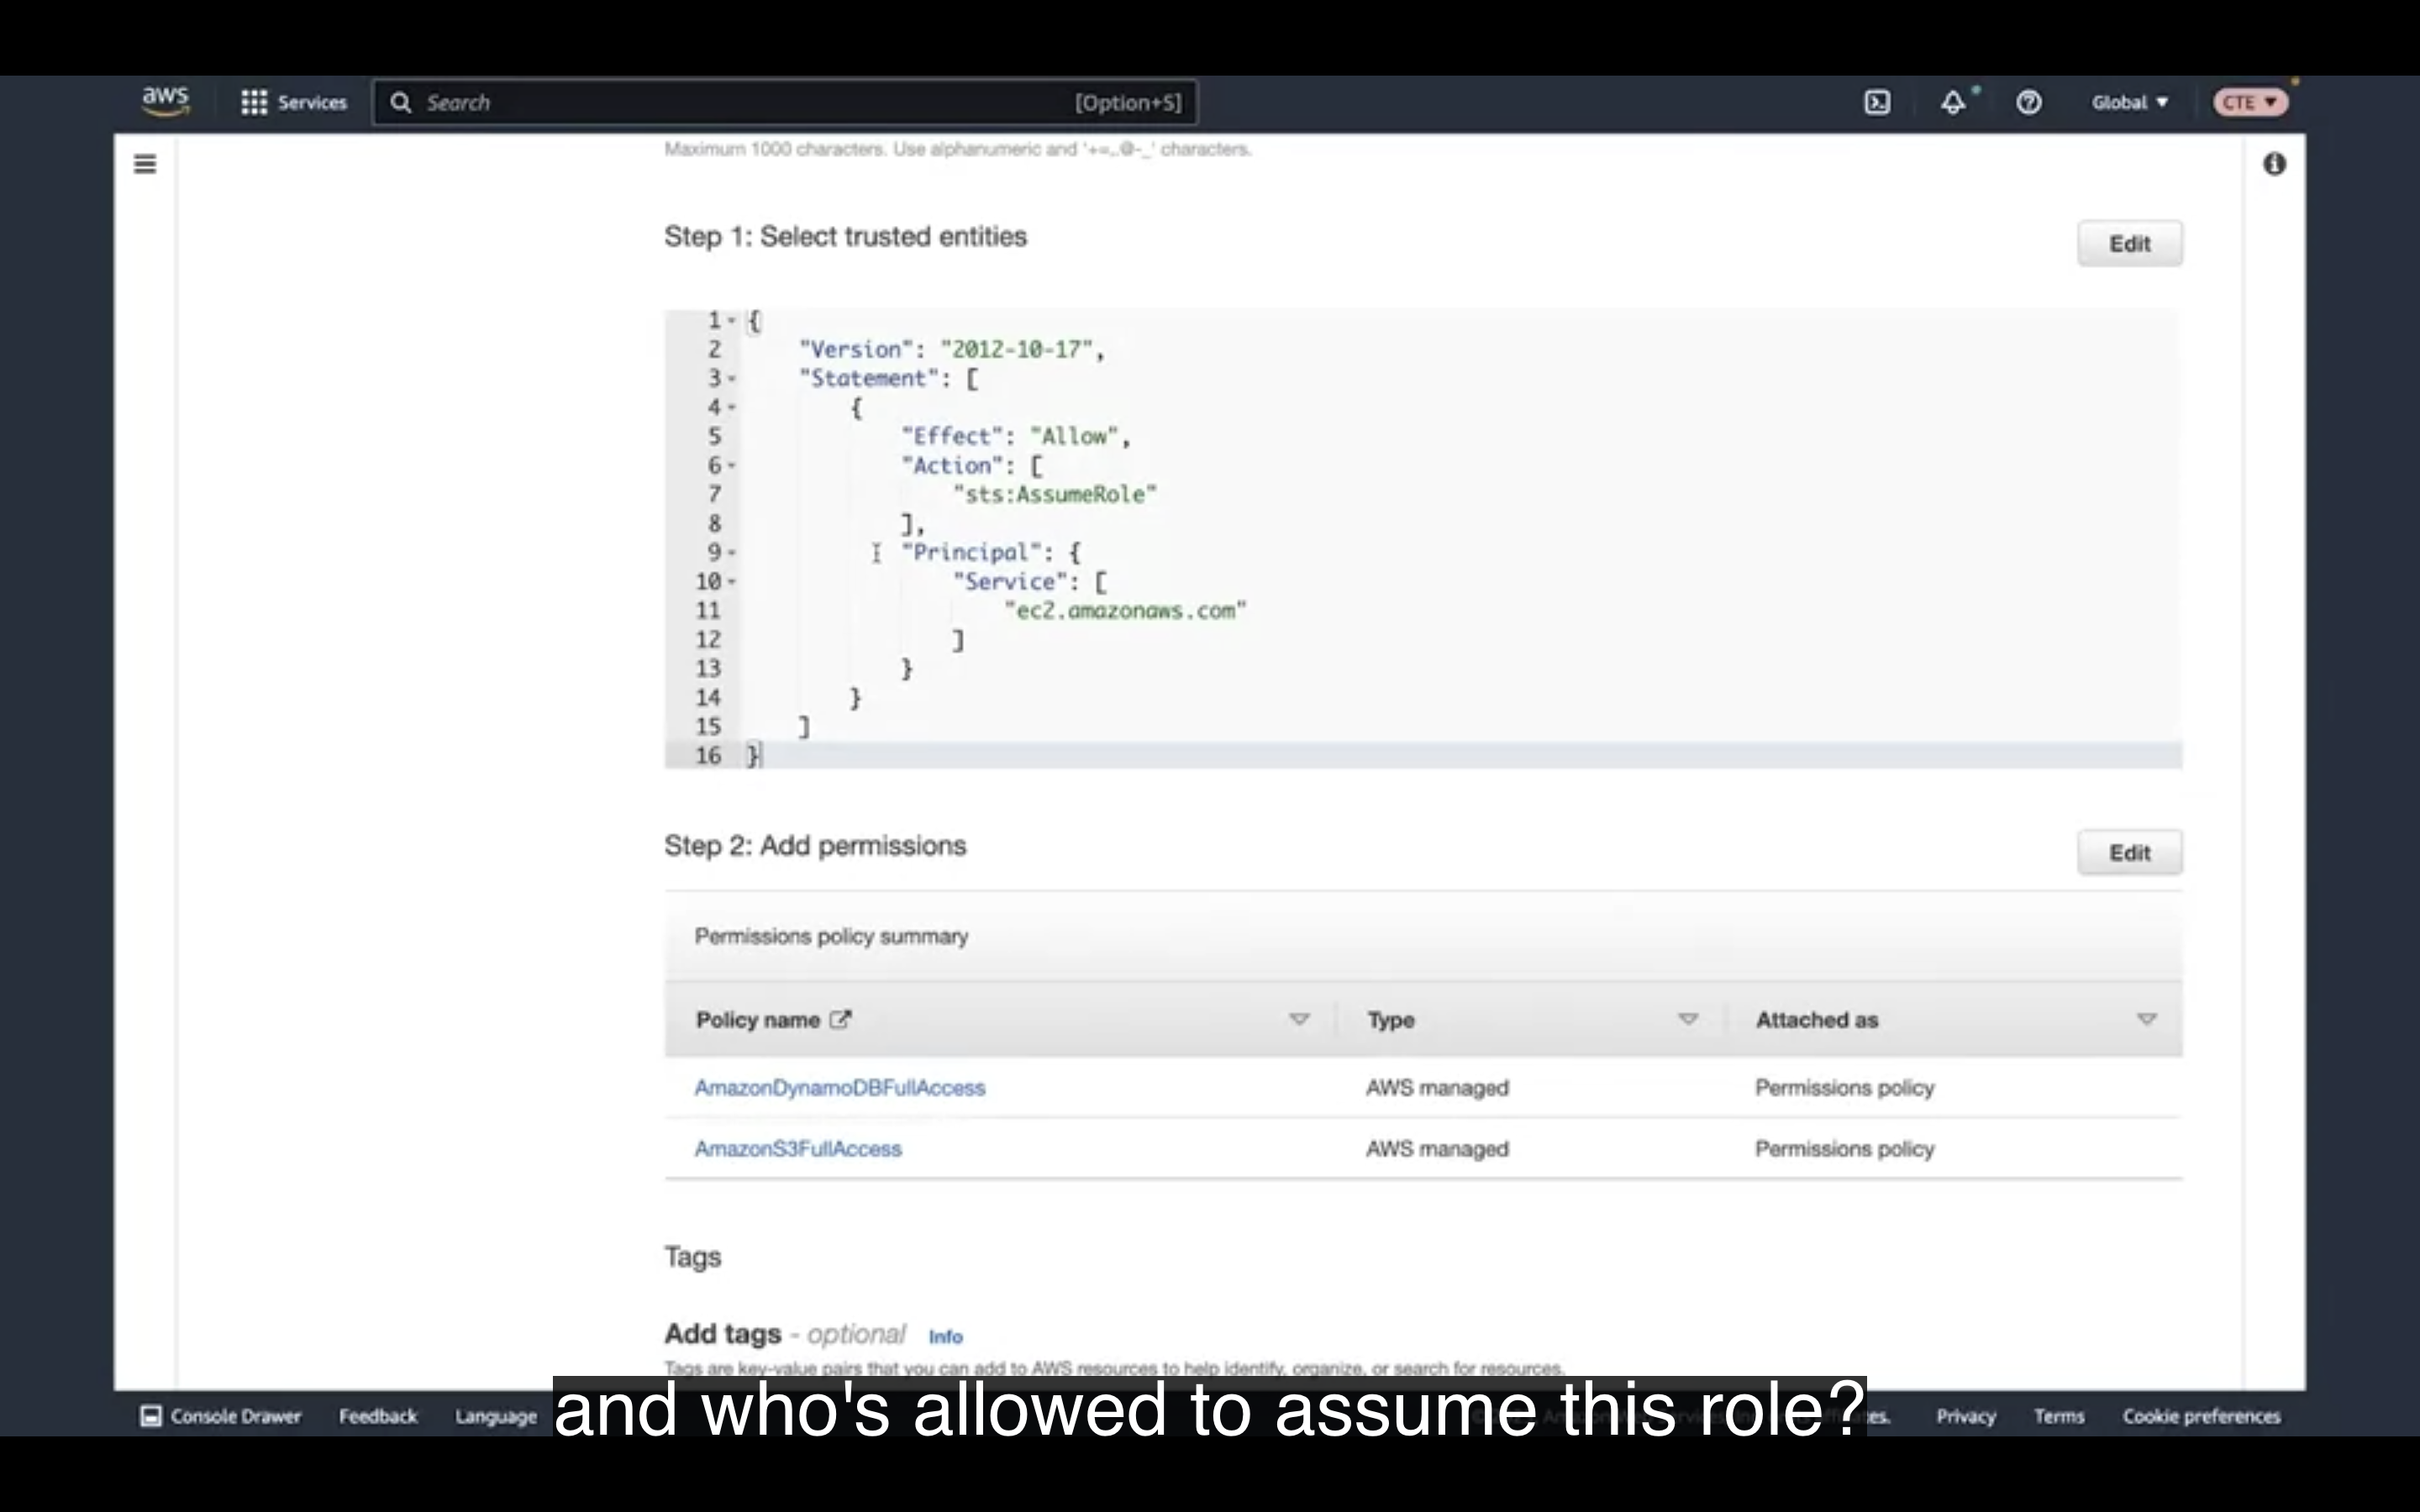 aws Services Search [Option+S] Global CTE
Maximum 1000 characters. Use alphanumeric and '+=,.@-_' characters.
Step 1: Select trusted entities
Edit
1 {
2 "Version": "2012-10-17",
3 "Statement": [
4 {
5 "Effect": "Allow",
6 "Action": [
7 "sts:AssumeRole"
8 ],
9 "Principal": {
10 "Service": [
11 "ec2.amazonaws.com"
12 ]
13 }
14 }
15 ]
16 }
Step 2: Add permissions
Edit
Permissions policy summary
Policy name Type Attached as
AmazonDynamoDBFullAccess AWS managed Permissions policy
AmazonS3FullAccess AWS managed Permissions policy
Tags
Add tags - optional Info
Tags are key-value pairs that you can add to AWS resources to help identify, organize, or search for resources.
and who's allowed to assume this role?
Console Drawer Feedback Language Privacy Terms Cookie preferences